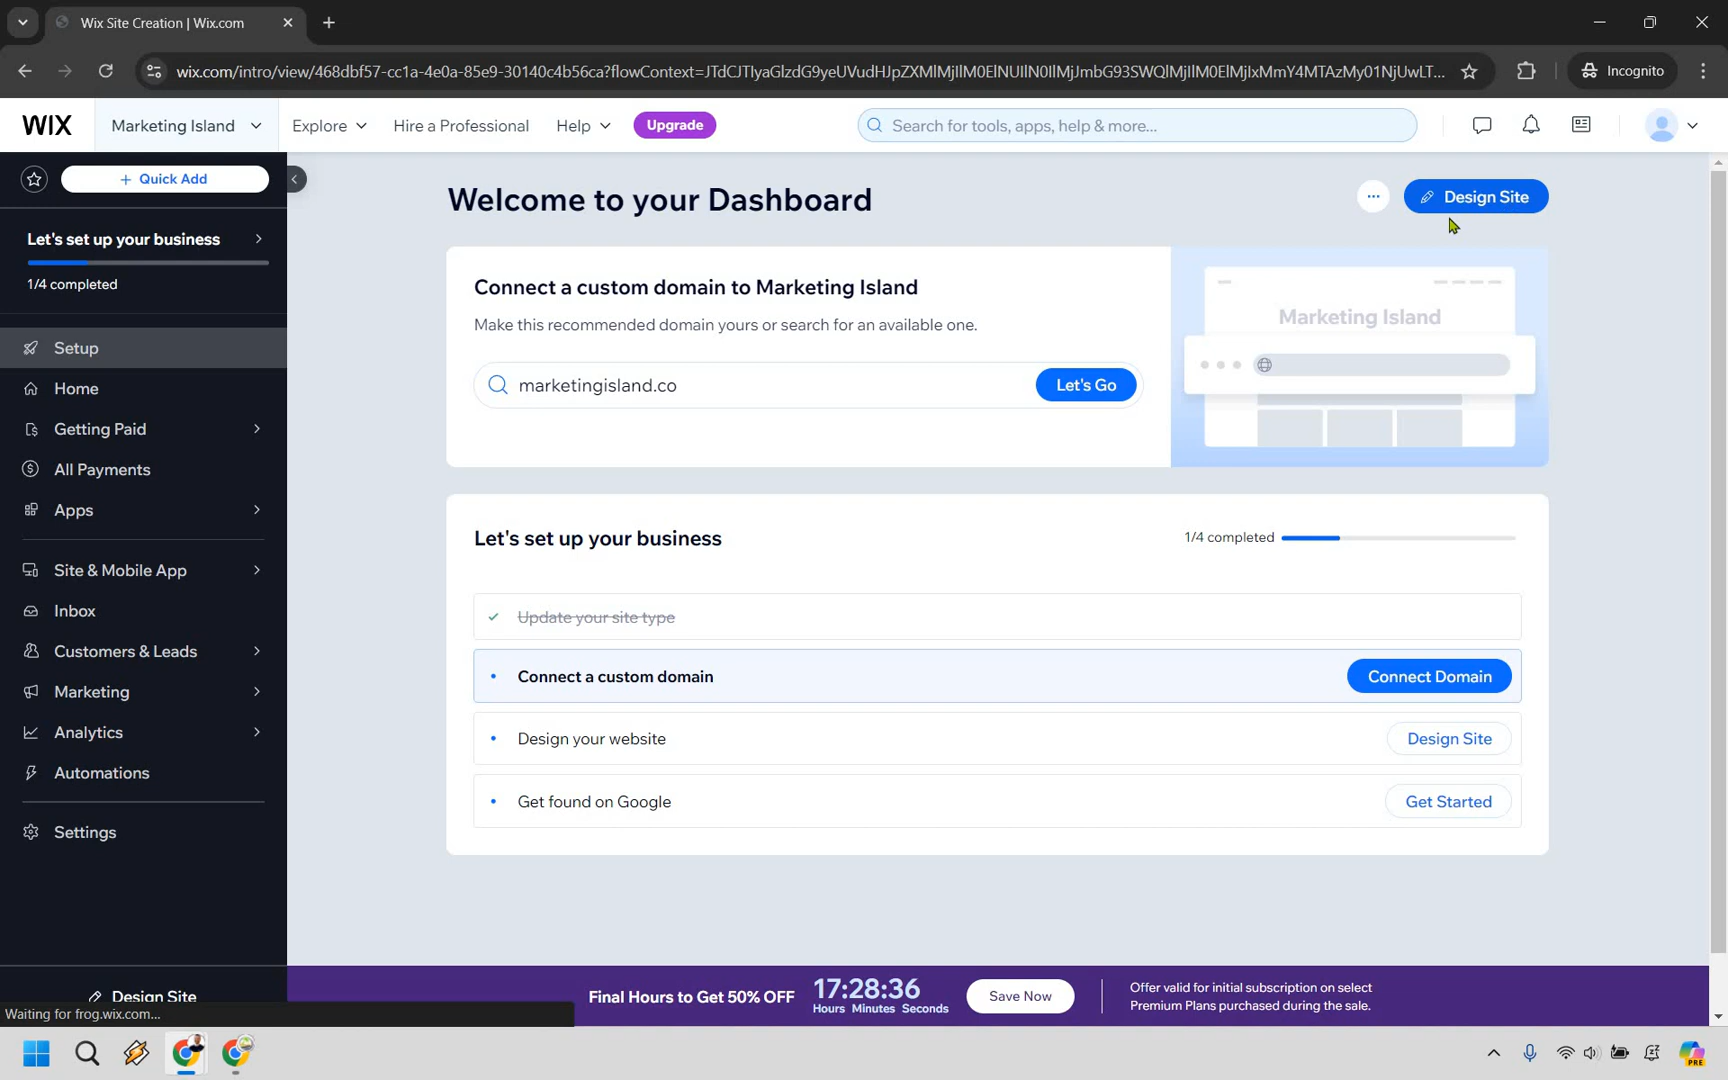 Wix Site Creation | Wix.com
wix.com/intro/view/468dbf57-cc1a-4e0a-85e9-30140c4b56ca?flowContext=JTdCJTIyaGlzdG9yeUVudHJpZXMlMjIlM0ElNUIlN0IlMjJmbG93SWQlMjIlM0ElMjIxMmY4MTAzMy01NjUwLT...
Incognito
WIX
Marketing Island
Explore
Hire a Professional
Help
Upgrade
Search for tools, apps, help & more...
+ Quick Add
Let's set up your business
1/4 completed
Setup
Home
Getting Paid
All Payments
Apps
Site & Mobile App
Inbox
Customers & Leads
Marketing
Analytics
Automations
Settings
Design Site
Waiting for frog.wix.com...
Welcome to your Dashboard
Design Site
Connect a custom domain to Marketing Island
Make this recommended domain yours or search for an available one.
marketingisland.co
Let's Go
Marketing Island
Let's set up your business
1/4 completed
Update your site type
Connect a custom domain
Connect Domain
Design your website
Design Site
Get found on Google
Get Started
Final Hours to Get 50% OFF
17:28:36
Hours Minutes Seconds
Save Now
Offer valid for initial subscription on select
Premium Plans purchased during the sale.
PRE